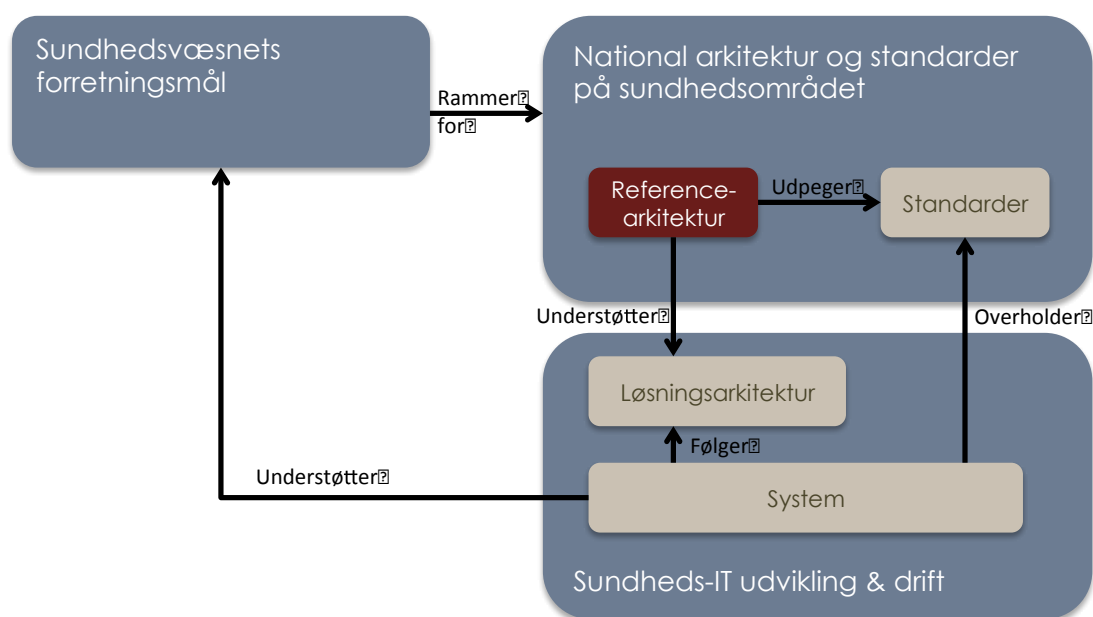 Sundhedsvæsnets
forretningsmål
National arkitektur og standarder
på sundhedsområdet
Rammer
for
Reference-
arkitektur
Udpeger
Standarder
Understøtter
Overholder
Løsningsarkitektur
Følger
Understøtter
System
Sundheds-IT udvikling & drift